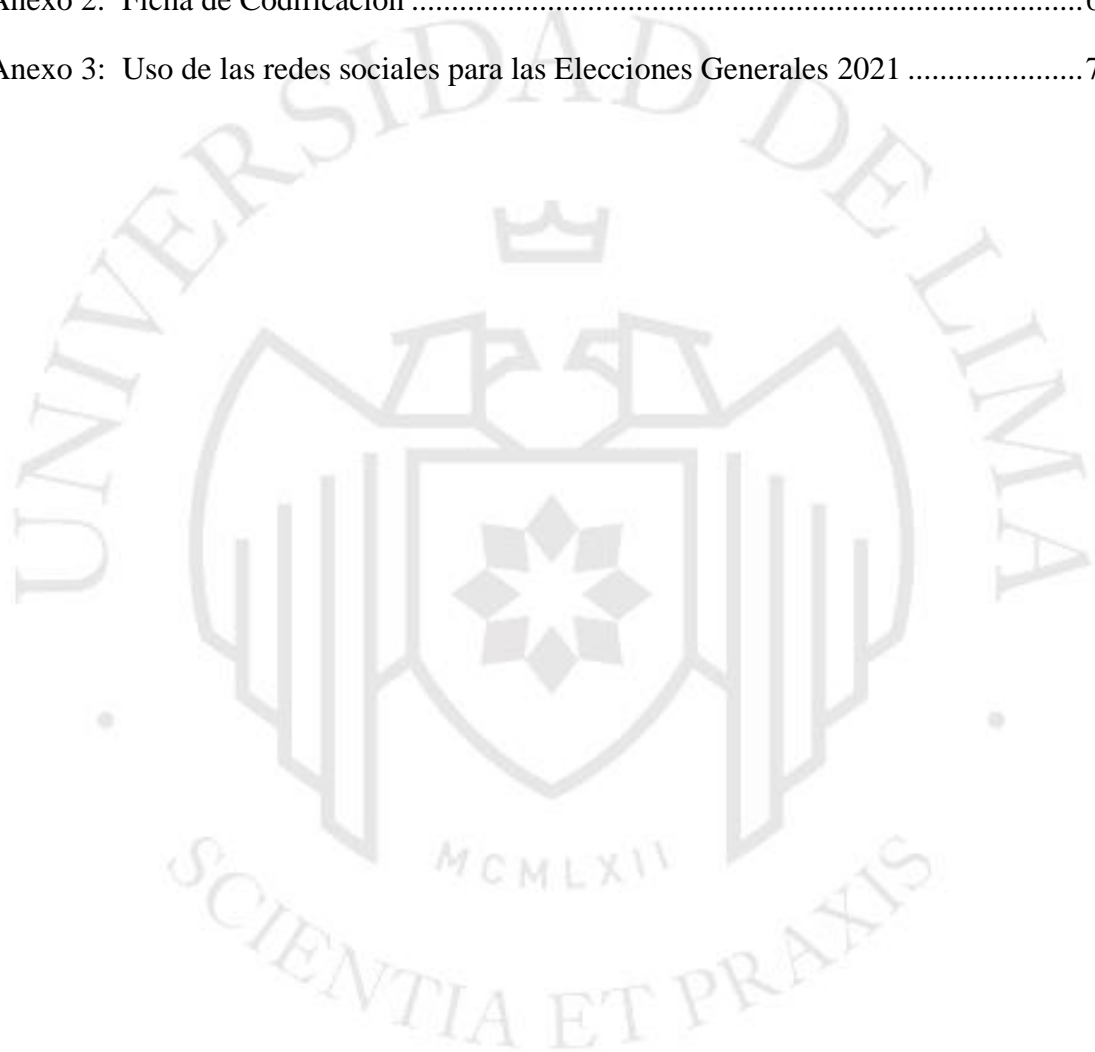 Anexo 2: Ficha de Codificación ........................................................................
Anexo 3: Uso de las redes sociales para las Elecciones Generales 2021 ......................7
UNIVERSIDAD DE LIMA
MCMLXII
SCIENTIA ET PRAXIS